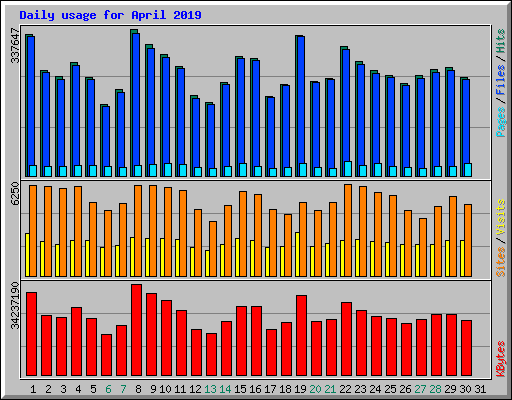 Daily usage for April 2019
337647
Pages / Files / Hits
6250
Sites / Visits
34237190
KBytes
1 2 3 4 5 6 7 8 9 10 11 12 13 14 15 16 17 18 19 20 21 22 23 24 25 26 27 28 29 30 31